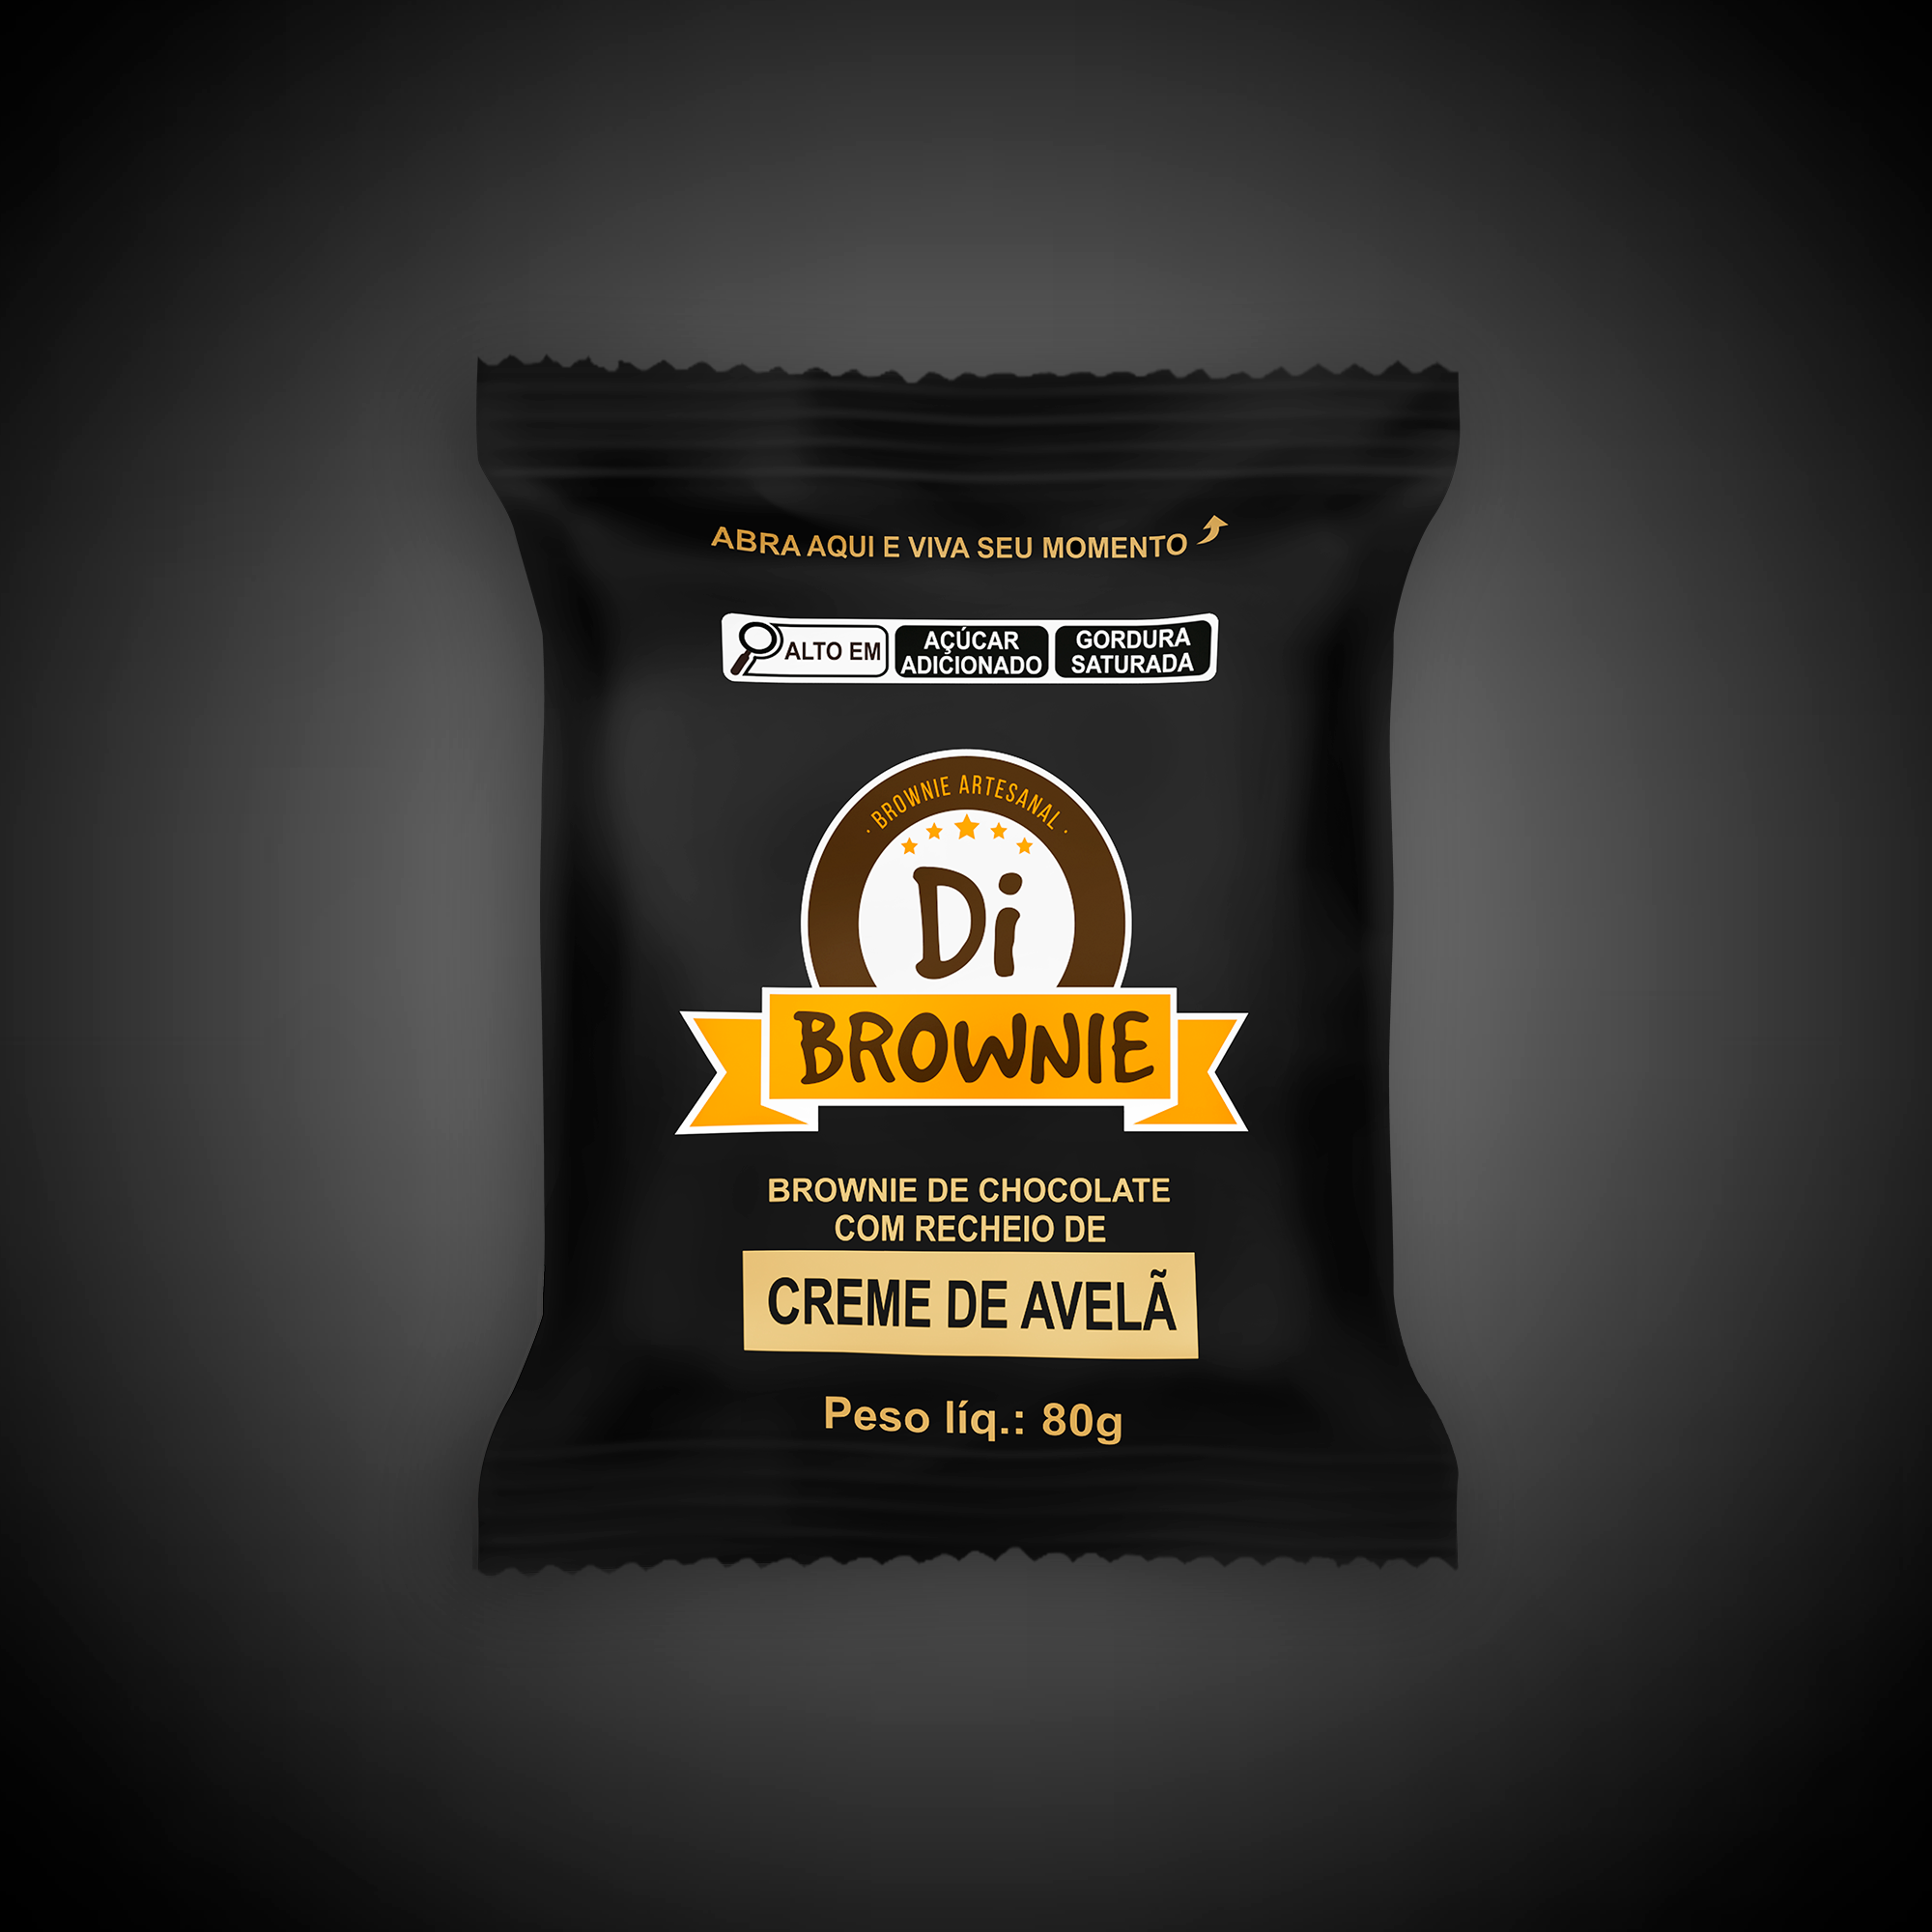 ABRA AQUI E VIVA SEU MOMENTO
ALTO EM
AÇÚCAR
ADICIONADO
GORDURA
SATURADA
· BROWNIE ARTESANAL ·
Di
BROWNIE
BROWNIE DE CHOCOLATE
COM RECHEIO DE
CREME DE AVELÃ
Peso líq.: 80g